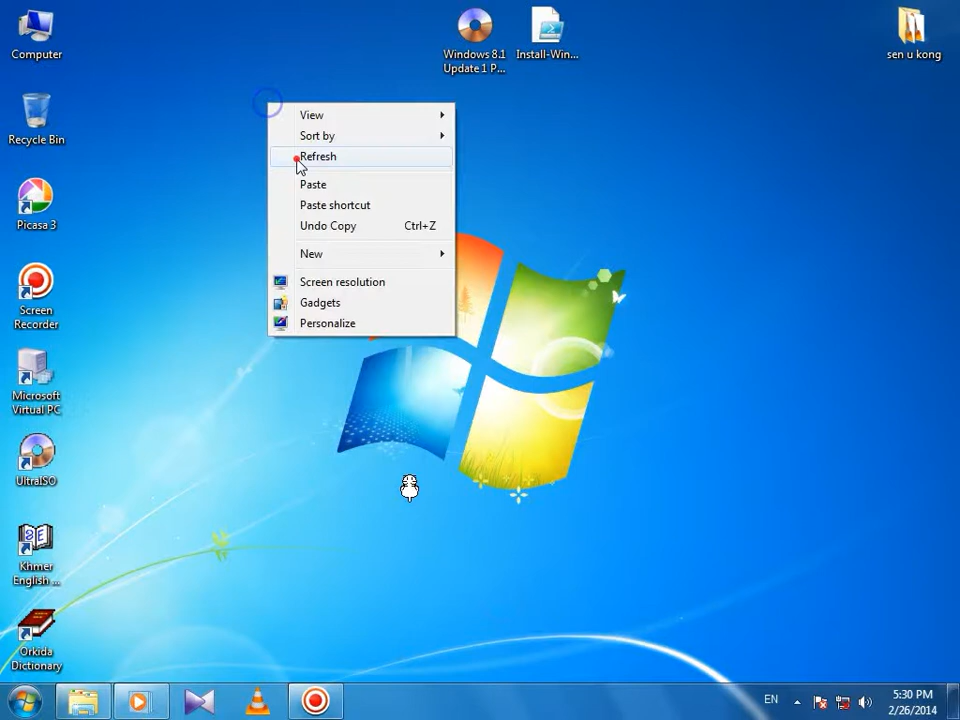 Computer
Windows 8.1
Update 1 P...
Install-Win...
sen u kong
Recycle Bin
Picasa 3
Screen
Recorder
Microsoft
Virtual PC
UltraISO
Khmer
English ...
Orkida
Dictionary
View
Sort by
Refresh
Paste
Paste shortcut
Undo Copy Ctrl+Z
New
Screen resolution
Gadgets
Personalize
EN
5:30 PM
2/26/2014